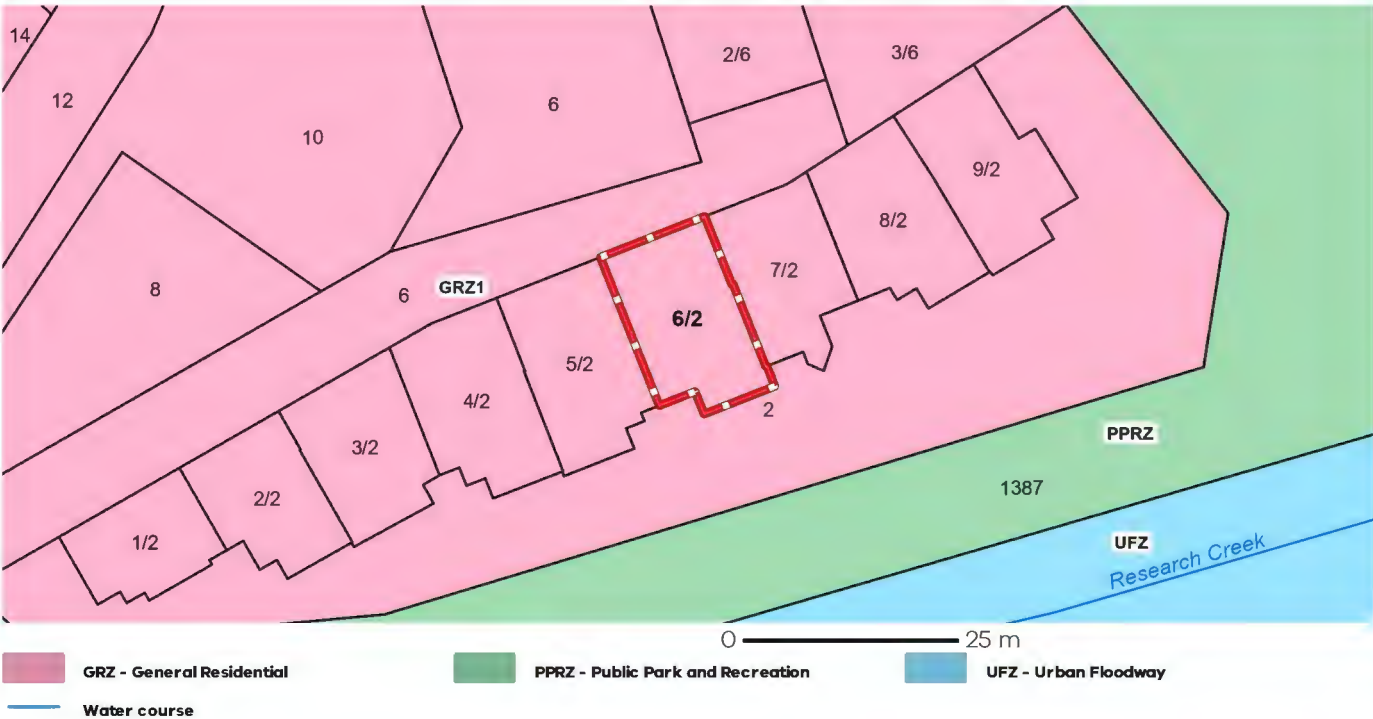 14
2/6
3/6
12
6
10
9/2
8/2
7/2
8
6
GRZ1
6/2
5/2
4/2
2
3/2
PPRZ
1387
2/2
1/2
UFZ
Research Creek
0 25 m
GRZ - General Residential
PPRZ - Public Park and Recreation
UFZ - Urban Floodway
Water course